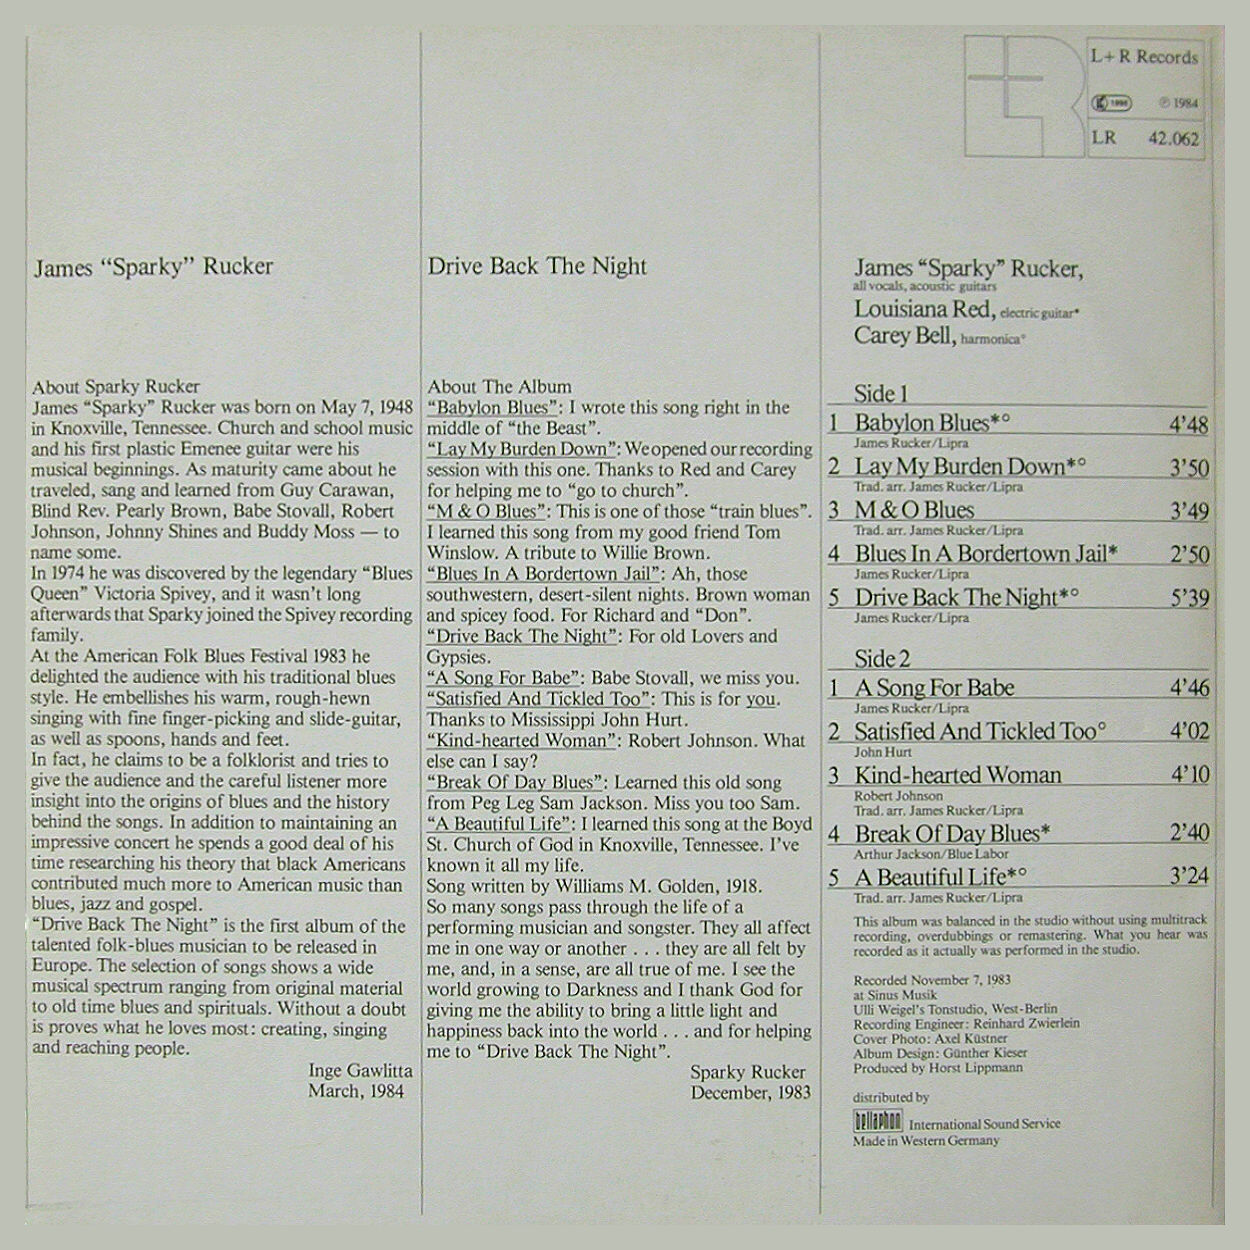 James “Sparky” Rucker
About Sparky Rucker
James “Sparky” Rucker was born on May 7, 1948
in Knoxville, Tennessee. Church and school music
and his first plastic Emenee guitar were his
musical beginnings. As maturity came about he
traveled, sang and learned from Guy Carawan,
Blind Rev. Pearly Brown, Babe Stovall, Robert
Johnson, Johnny Shines and Buddy Moss — to
name some.
In 1974 he was discovered by the legendary “Blues
Queen” Victoria Spivey, and it wasn’t long
afterwards that Sparky joined the Spivey recording
family.
At the American Folk Blues Festival 1983 he
delighted the audience with his traditional blues
style. He embellishes his warm, rough-hewn
singing with fine finger-picking and slide-guitar,
as well as spoons, hands and feet.
In fact, he claims to be a folklorist and tries to
give the audience and the careful listener more
insight into the origins of blues and the history
behind the songs. In addition to maintaining an
impressive concert he spends a good deal of his
time researching his theory that black Americans
contributed much more to American music than
blues, jazz and gospel.
“Drive Back The Night” is the first album of the
talented folk-blues musician to be released in
Europe. The selection of songs shows a wide
musical spectrum ranging from original material
to old time blues and spirituals. Without a doubt
is proves what he loves most: creating, singing
and reaching people.
Inge Gawlitta
March, 1984
Drive Back The Night
About The Album
“Babylon Blues”: I wrote this song right in the
middle of “the Beast”.
“Lay My Burden Down”: We opened our recording
session with this one. Thanks to Red and Carey
for helping me to “go to church”.
“M & O Blues”: This is one of those “train blues”.
I learned this song from my good friend Tom
Winslow. A tribute to Willie Brown.
“Blues In A Bordertown Jail”: Ah, those
southwestern, desert-silent nights. Brown woman
and spicey food. For Richard and “Don”.
“Drive Back The Night”: For old Lovers and
Gypsies.
“A Song For Babe”: Babe Stovall, we miss you.
“Satisfied And Tickled Too”: This is for you.
Thanks to Mississippi John Hurt.
“Kind-hearted Woman”: Robert Johnson. What
else can I say?
“Break Of Day Blues”: Learned this old song
from Peg Leg Sam Jackson. Miss you too Sam.
“A Beautiful Life”: I learned this song at the Boyd
St. Church of God in Knoxville, Tennessee. I’ve
known it all my life.
Song written by Williams M. Golden, 1918.
So many songs pass through the life of a
performing musician and songster. They all affect
me in one way or another . . . they are all felt by
me, and, in a sense, are all true of me. I see the
world growing to Darkness and I thank God for
giving me the ability to bring a little light and
happiness back into the world . . . and for helping
me to “Drive Back The Night”.
Sparky Rucker
December, 1983
L+R
L+R Records
℗ 1984
LR 42.062
James “Sparky” Rucker,
all vocals, acoustic guitars
Louisiana Red, electric guitar*
Carey Bell, harmonica°
Side 1
1 Babylon Blues*° 4’48
James Rucker/Lipra
2 Lay My Burden Down*° 3’50
Trad. arr. James Rucker/Lipra
3 M & O Blues 3’49
Trad. arr. James Rucker/Lipra
4 Blues In A Bordertown Jail* 2’50
James Rucker/Lipra
5 Drive Back The Night*° 5’39
James Rucker/Lipra
Side 2
1 A Song For Babe 4’46
James Rucker/Lipra
2 Satisfied And Tickled Too° 4’02
John Hurt
3 Kind-hearted Woman 4’10
Robert Johnson
Trad. arr. James Rucker/Lipra
4 Break Of Day Blues* 2’40
Arthur Jackson/Blue Labor
5 A Beautiful Life*° 3’24
Trad. arr. James Rucker/Lipra
This album was balanced in the studio without using multitrack
recording, overdubbings or remastering. What you hear was
recorded as it actually was performed in the studio.
Recorded November 7, 1983
at Sinus Musik
Ulli Weigel’s Tonstudio, West-Berlin
Recording Engineer: Reinhard Zwierlein
Cover Photo: Axel Küstner
Album Design: Günther Kieser
Produced by Horst Lippmann
distributed by
bellaphon International Sound Service
Made in Western Germany